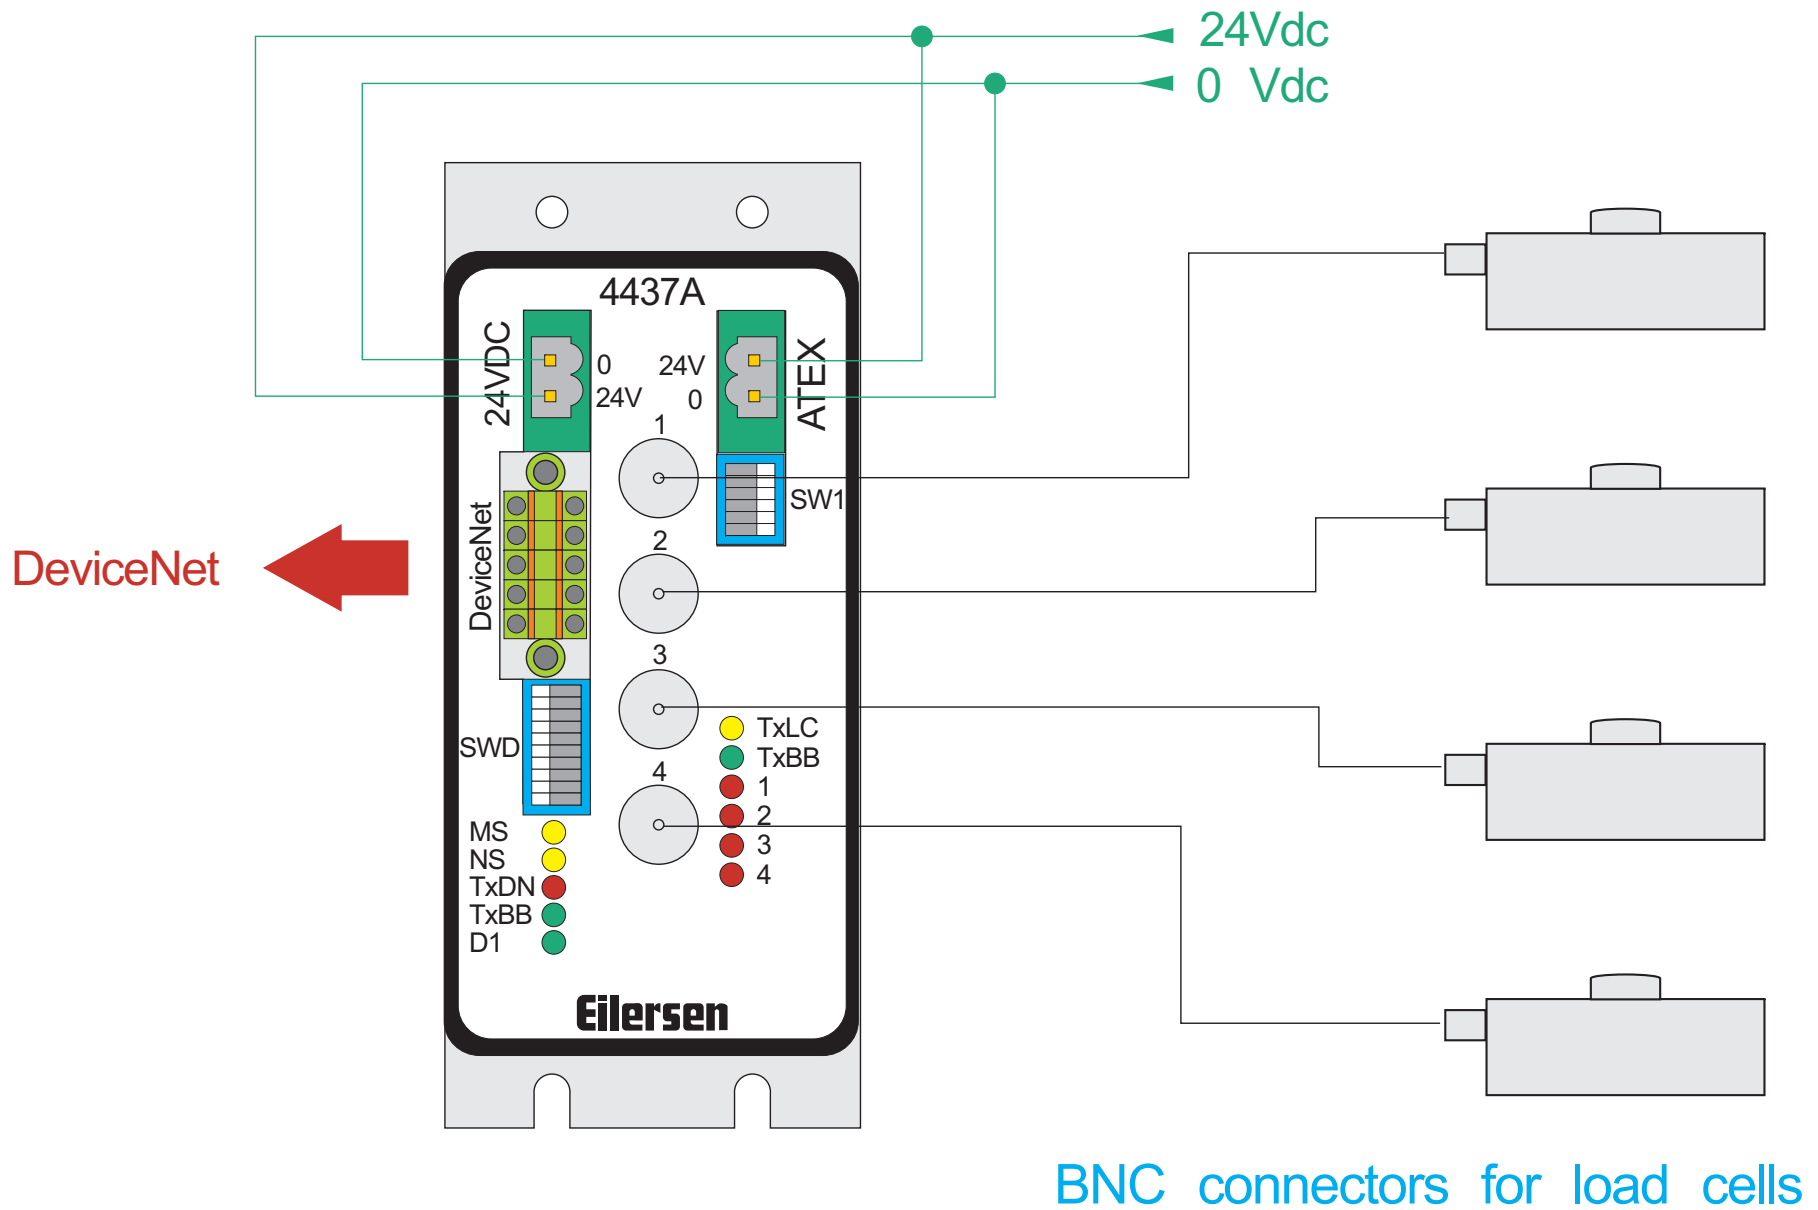 24Vdc
0 Vdc
4437A
24VDC
0
24V
24V
0
ATEX
1
SW1
DeviceNet
DeviceNet
2
3
SWD
TxLC
TxBB
1
2
3
4
4
MS
NS
TxDN
TxBB
D1
Eilersen
BNC connectors for load cells